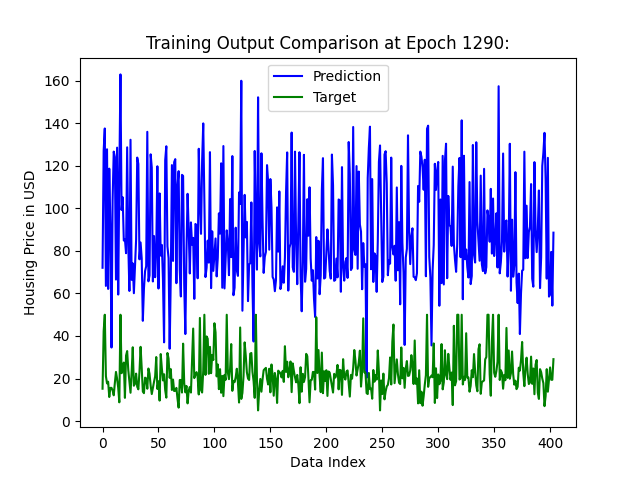 Training Output Comparison at Epoch 1290:
Prediction
Target
Housing Price in USD
160
140
120
100
80
60
40
20
0
0 50 100 150 200 250 300 350 400
Data Index